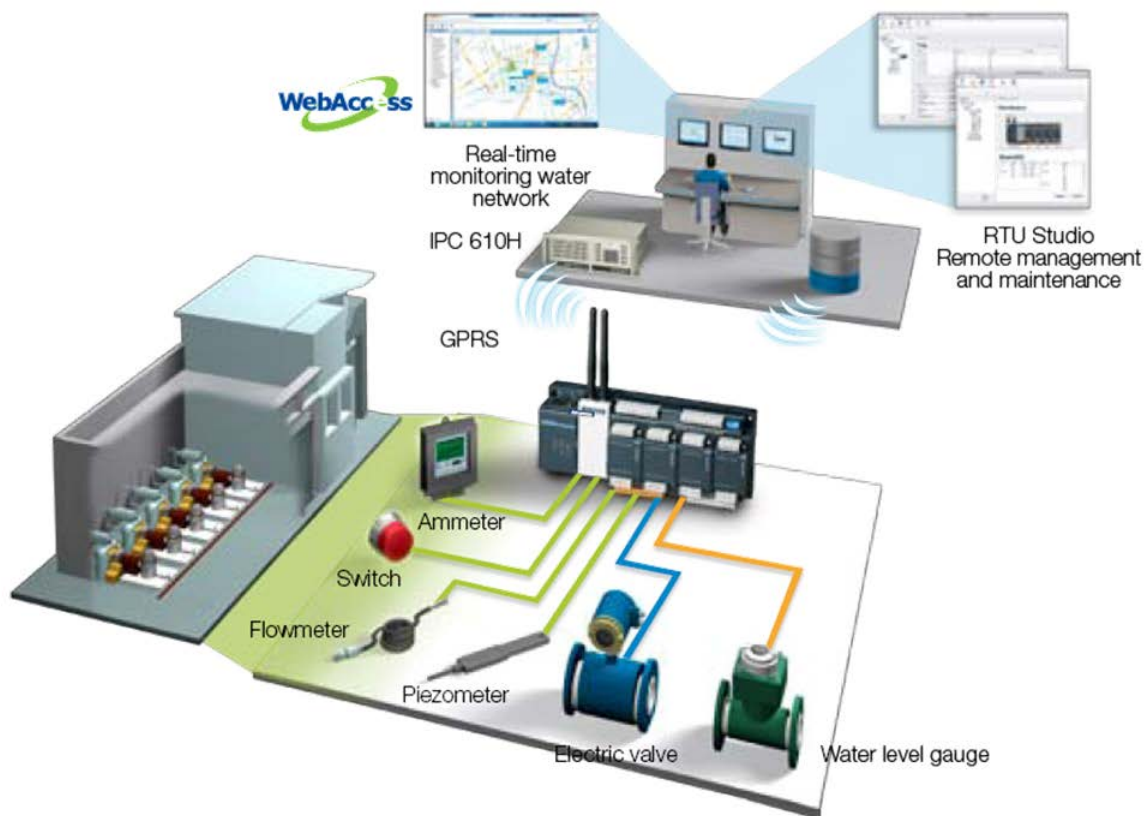 WebAccess
Real-time
monitoring water
network
IPC 610H
RTU Studio
Remote management
and maintenance
GPRS
Ammeter
Switch
Flowmeter
Piezometer
Electric valve
Water level gauge